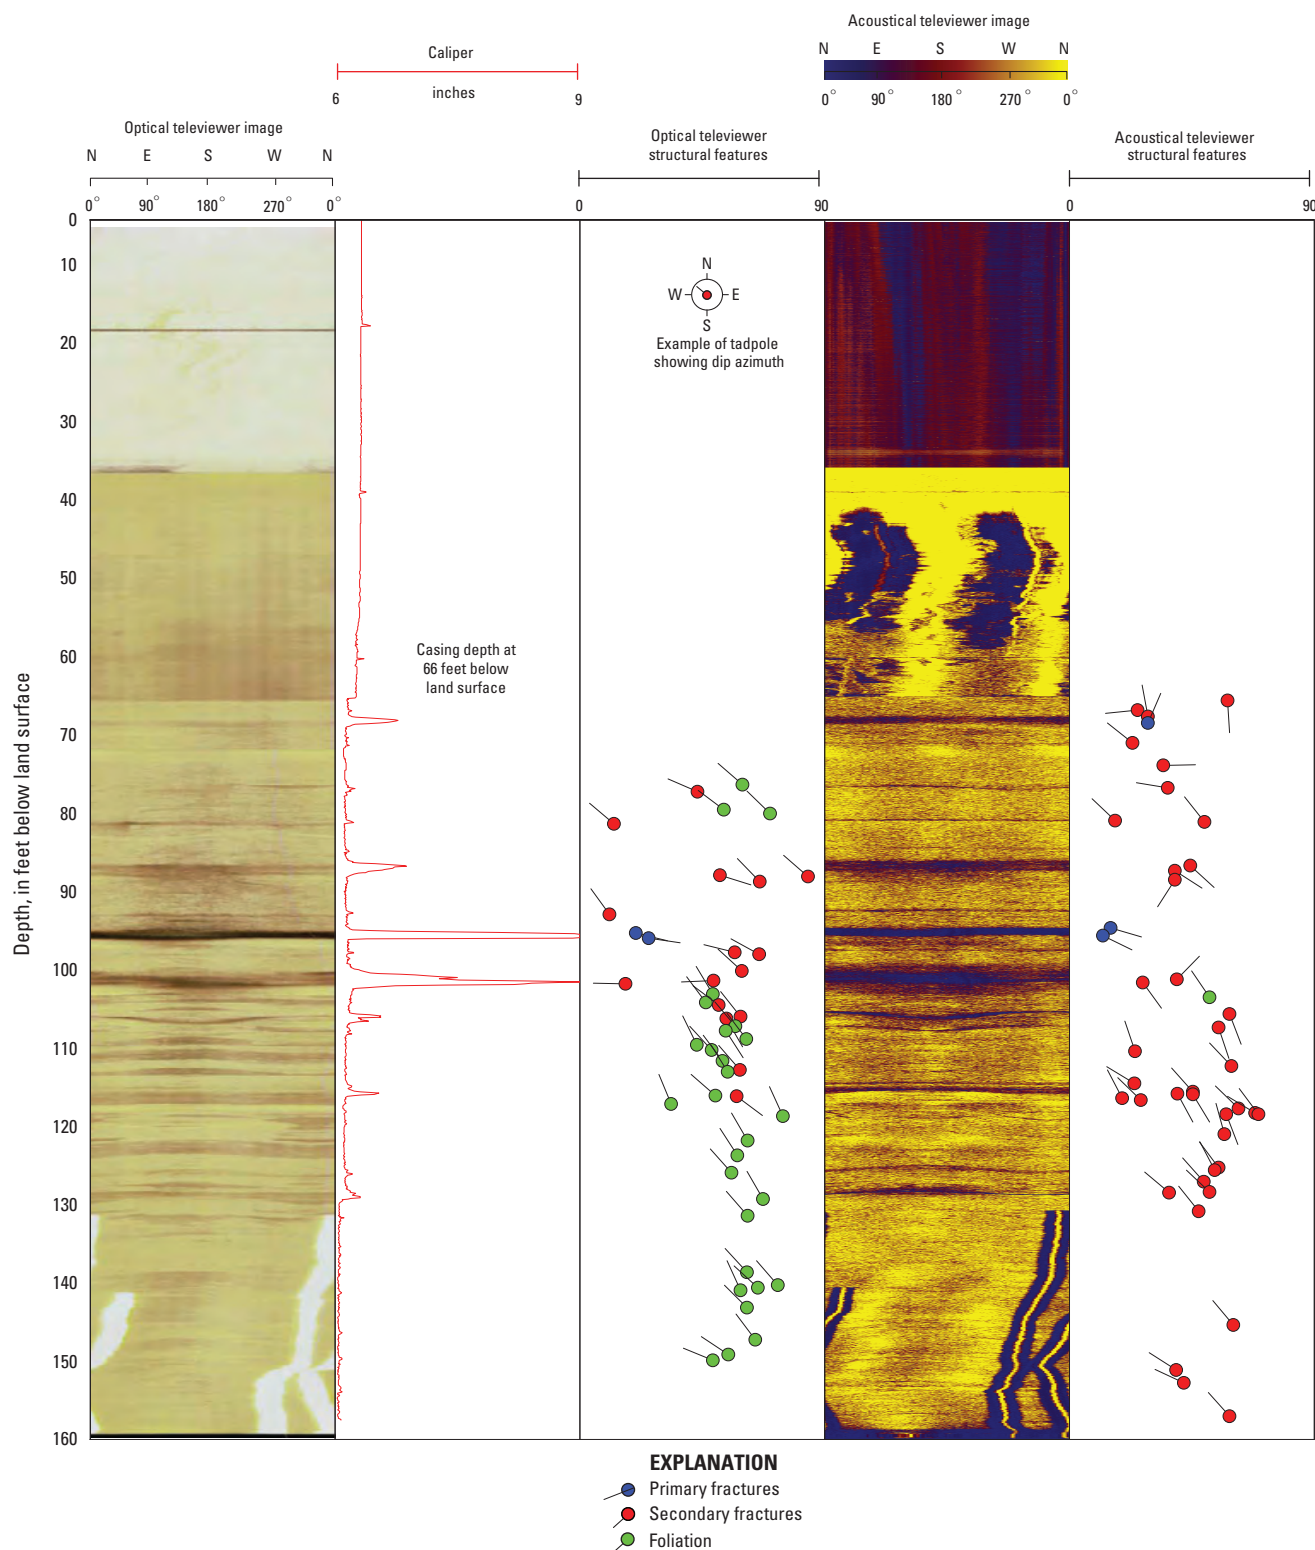 Acoustical televiewer image
N E S W N
0° 90° 180° 270° 0°
Caliper
inches
6 9
Optical televiewer image
N E S W N
0° 90° 180° 270° 0°
Optical televiewer
structural features
0 90
Acoustical televiewer
structural features
0 90
Depth, in feet below land surface
0
10
20
30
40
50
60
70
80
90
100
110
120
130
140
150
160
N
W E
S
Example of tadpole
showing dip azimuth
Casing depth at
66 feet below
land surface
EXPLANATION
Primary fractures
Secondary fractures
Foliation